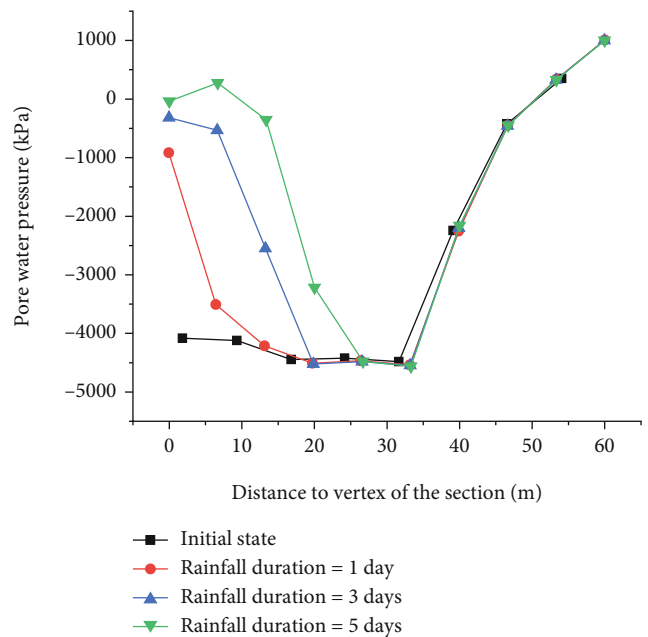 1000
0
−1000
−2000
−3000
−4000
−5000
Pore water pressure (kPa)
0 10 20 30 40 50 60
Distance to vertex of the section (m)
Initial state
Rainfall duration = 1 day
Rainfall duration = 3 days
Rainfall duration = 5 days